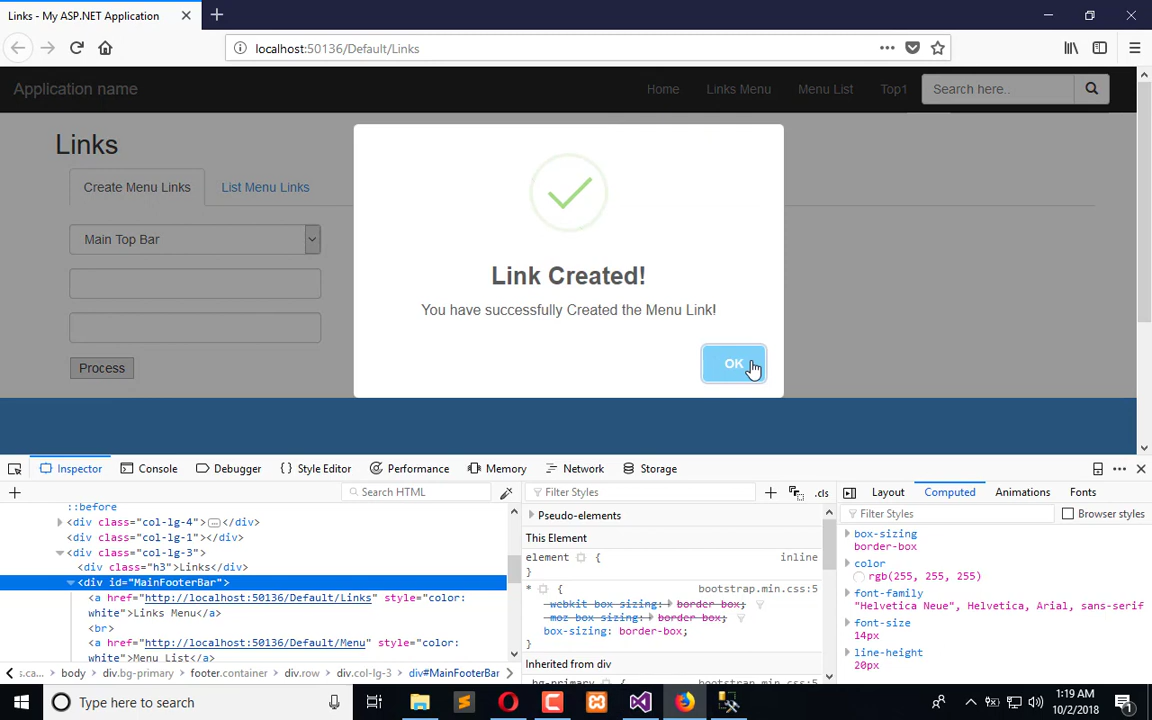 Links - My ASP.NET Application
localhost:50136/Default/Links
Application name
Home
Links Menu
Menu List
Top1
Search here..
Links
Create Menu Links
List Menu Links
Main Top Bar
Process
Link Created!
You have successfully Created the Menu Link!
OK
Inspector
Console
Debugger
{ } Style Editor
Performance
Memory
Network
Storage
Search HTML
Filter Styles
.cls
Layout
Computed
Animations
Fonts
::before
<div class="col-lg-4"></div>
<div class="col-lg-1"></div>
<div class="col-lg-3">
<div class="h3">Links</div>
<div id="MainFooterBar">
<a href="http://localhost:50136/Default/Links" style="color:
white">Links Menu</a>
<br>
<a href="http://localhost:50136/Default/Menu" style="color:
white">Menu List</a>
Pseudo-elements
This Element
element { inline
}
* { bootstrap.min.css:5
-webkit-box-sizing: border-box;
-moz-box-sizing: border-box;
box-sizing: border-box;
}
Inherited from div
.bg-primary { bootstrap.min.css:5
Filter Styles
Browser styles
box-sizing
border-box
color
rgb(255, 255, 255)
font-family
"Helvetica Neue", Helvetica, Arial, sans-serif
font-size
14px
line-height
20px
s.ca... > body > div.bg-primary > footer.container > div.row > div.col-lg-3 > div#MainFooterBar
Type here to search
1:19 AM
10/2/2018
1